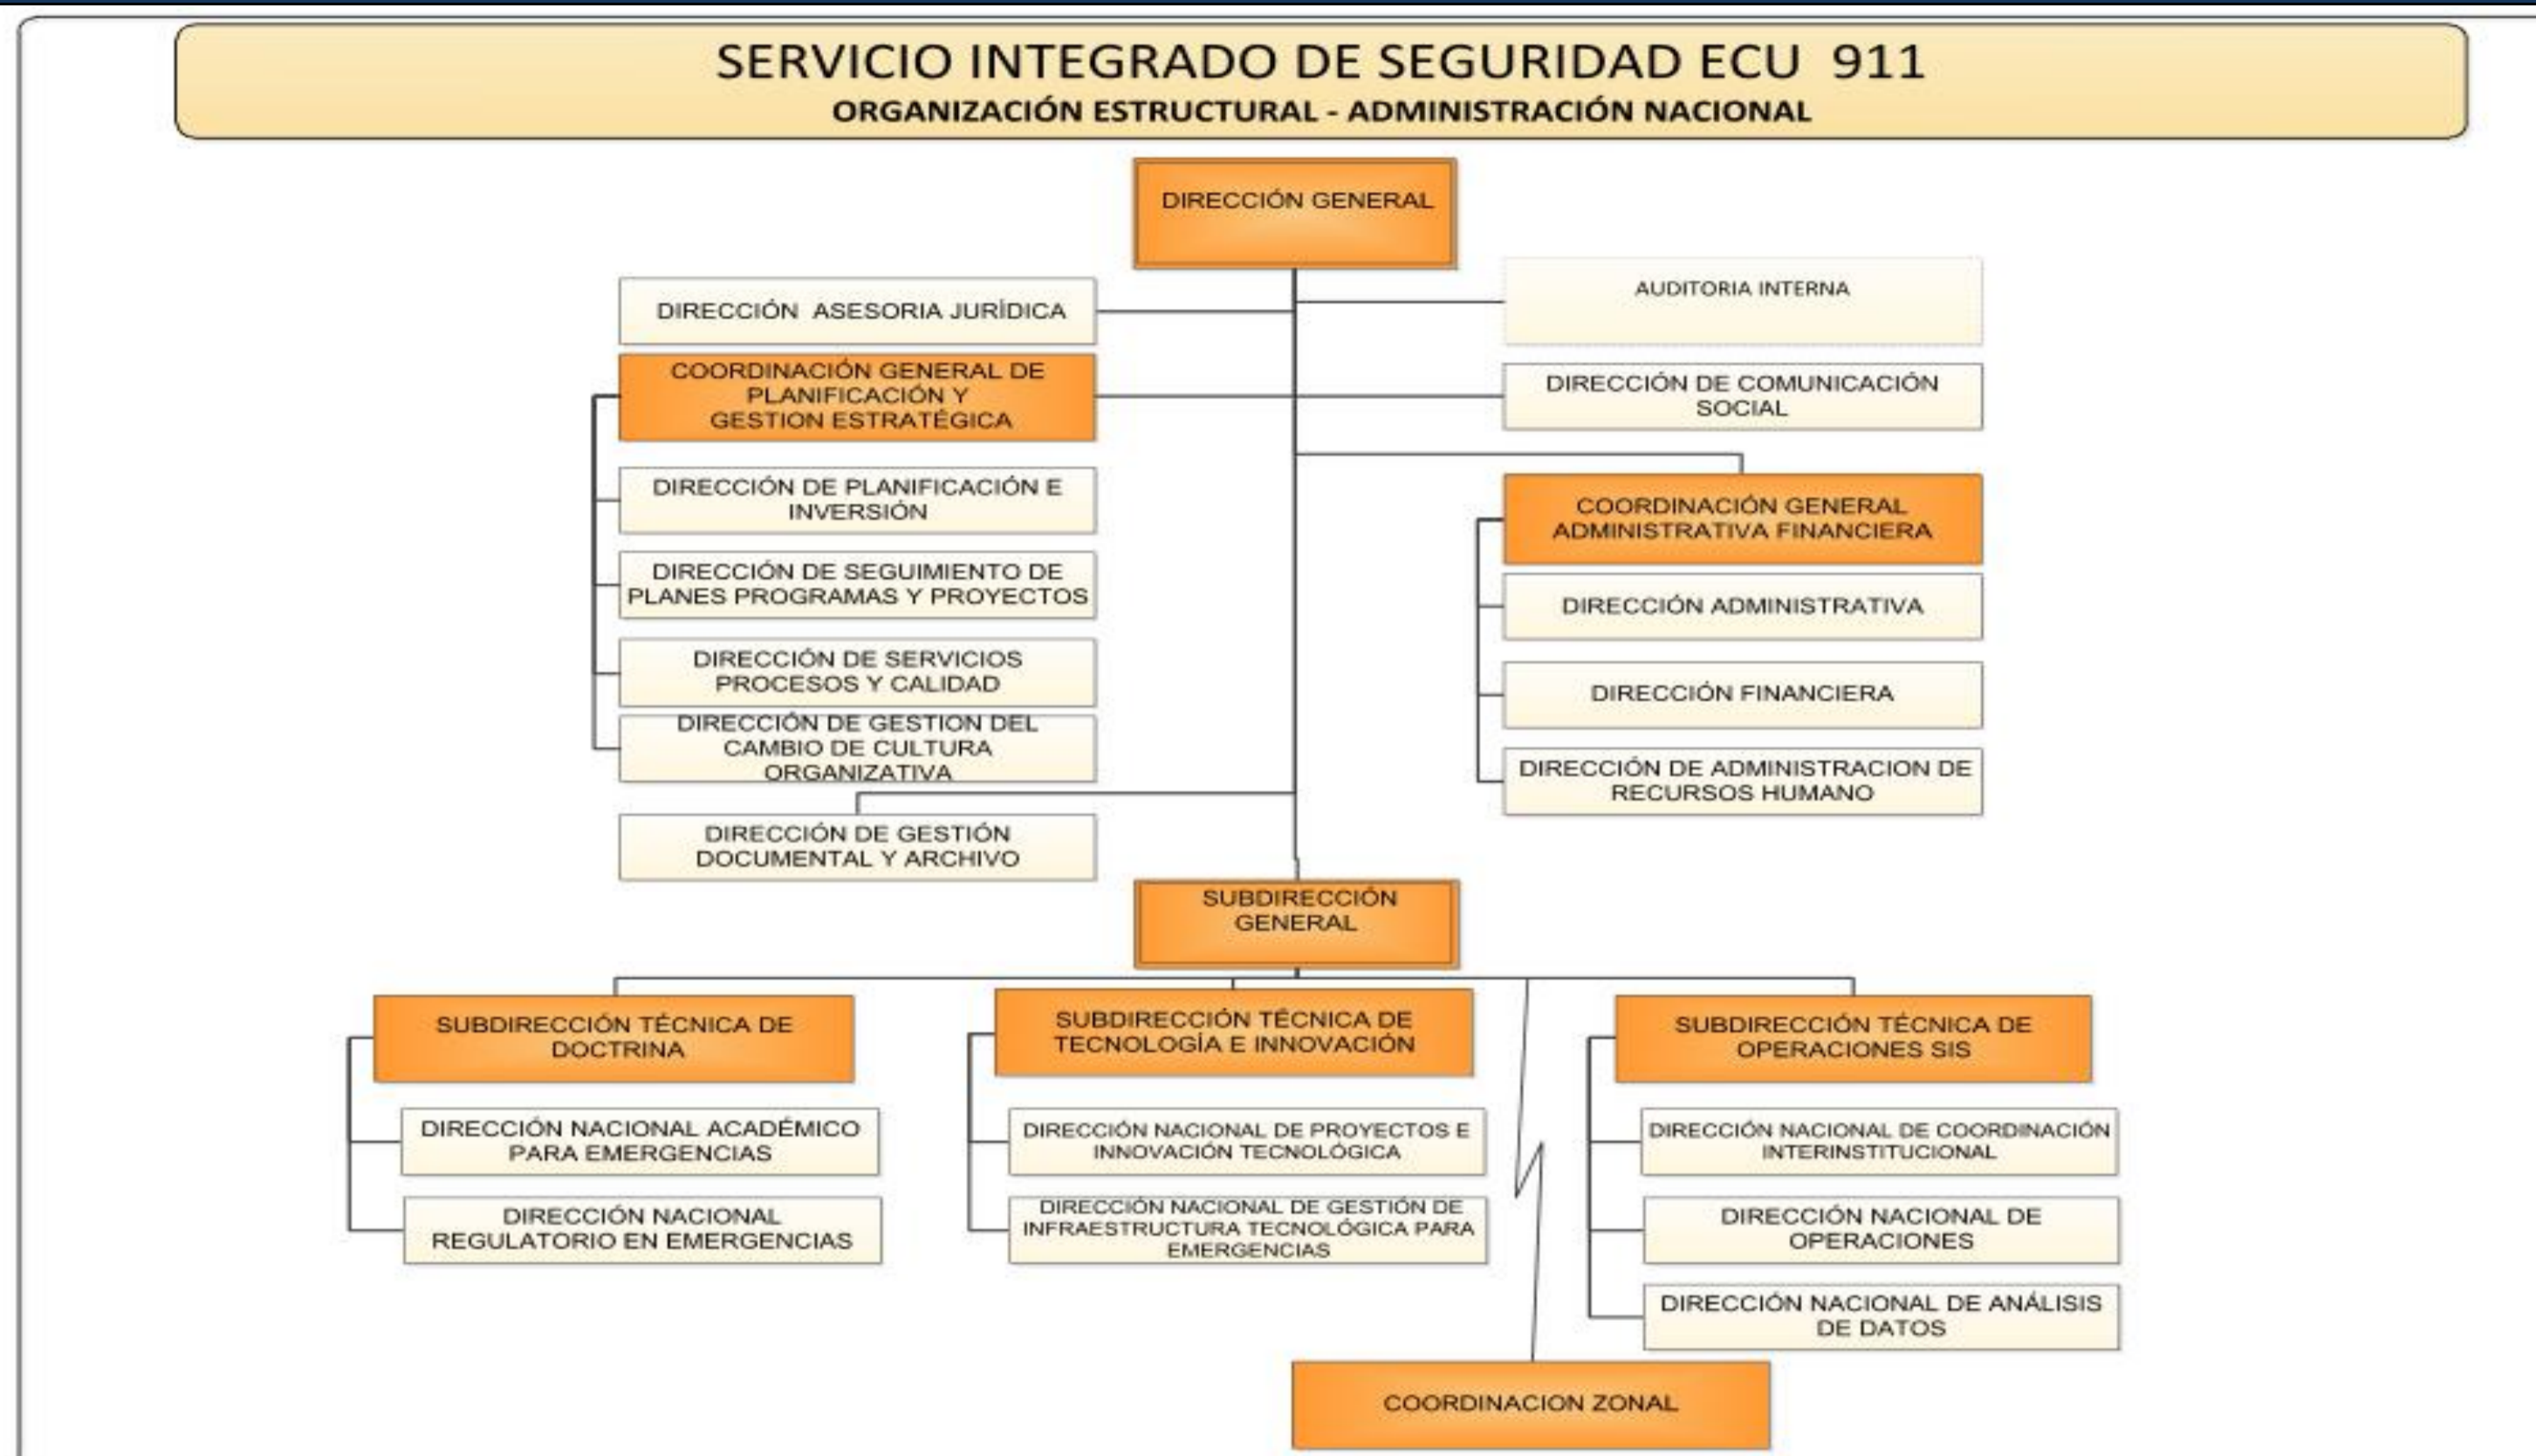 SERVICIO INTEGRADO DE SEGURIDAD ECU  911
ORGANIZACIÓN ESTRUCTURAL - ADMINISTRACIÓN NACIONAL
DIRECCIÓN GENERAL
DIRECCIÓN  ASESORIA JURÍDICA
AUDITORIA INTERNA
COORDINACIÓN GENERAL DE
PLANIFICACIÓN Y
GESTION ESTRATÉGICA
DIRECCIÓN DE COMUNICACIÓN
SOCIAL
DIRECCIÓN DE PLANIFICACIÓN E
INVERSIÓN
DIRECCIÓN DE SEGUIMIENTO DE
PLANES PROGRAMAS Y PROYECTOS
DIRECCIÓN DE SERVICIOS
PROCESOS Y CALIDAD
DIRECCIÓN DE GESTION DEL
CAMBIO DE CULTURA
ORGANIZATIVA
COORDINACIÓN GENERAL
ADMINISTRATIVA FINANCIERA
DIRECCIÓN ADMINISTRATIVA
DIRECCIÓN FINANCIERA
DIRECCIÓN DE ADMINISTRACION DE
RECURSOS HUMANO
DIRECCIÓN DE GESTIÓN
DOCUMENTAL Y ARCHIVO
SUBDIRECCIÓN
GENERAL
SUBDIRECCIÓN TÉCNICA DE
DOCTRINA
DIRECCIÓN NACIONAL ACADÉMICO
PARA EMERGENCIAS
DIRECCIÓN NACIONAL
REGULATORIO EN EMERGENCIAS
SUBDIRECCIÓN TÉCNICA DE
TECNOLOGÍA E INNOVACIÓN
DIRECCIÓN NACIONAL DE PROYECTOS E
INNOVACIÓN TECNOLÓGICA
DIRECCIÓN NACIONAL DE GESTIÓN DE
INFRAESTRUCTURA TECNOLÓGICA PARA
EMERGENCIAS
SUBDIRECCIÓN TÉCNICA DE
OPERACIONES SIS
DIRECCIÓN NACIONAL DE COORDINACIÓN
INTERINSTITUCIONAL
DIRECCIÓN NACIONAL DE
OPERACIONES
DIRECCIÓN NACIONAL DE ANÁLISIS
DE DATOS
COORDINACION ZONAL